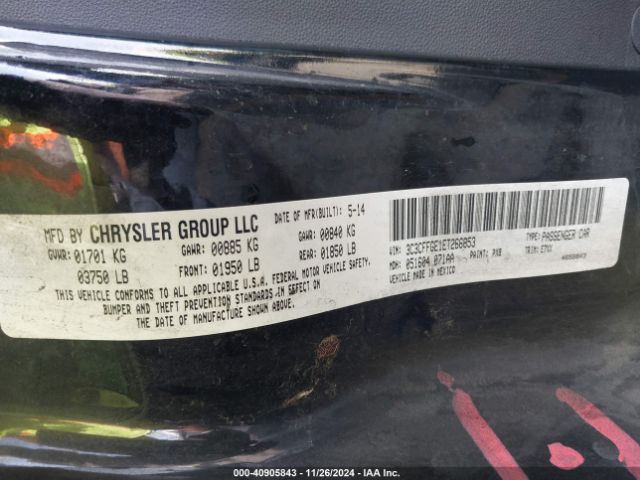 MFD BY CHRYSLER GROUP LLC
DATE OF MFR(BUILT): 5-14
GVWR: 01701 KG
GAWR: 00885 KG
GAWR: 00840 KG
03750 LB
FRONT: 01950 LB
REAR: 01850 LB
THIS VEHICLE CONFORMS TO ALL APPLICABLE U.S.A. FEDERAL MOTOR VEHICLE SAFETY,
BUMPER AND THEFT PREVENTION STANDARDS IN EFFECT ON
THE DATE OF MANUFACTURE SHOWN ABOVE.
VIN: 3C3CFFGE1ET266053
TYPE: PASSENGER CAR
MDH: 051604 071AA
PAINT: PXB
TRIM:
VEHICLE MADE IN MEXICO
000-40905843 • 11/26/2024 • IAA Inc.